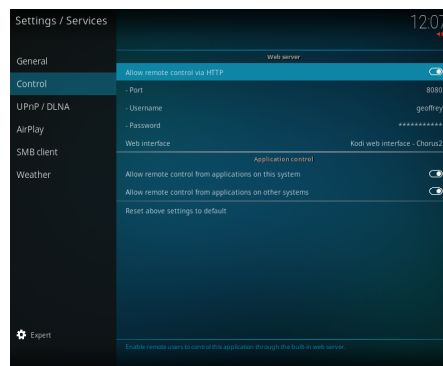 Settings / Services
12:07
General
Control
UPnP / DLNA
AirPlay
SMB client
Weather
Expert
Web server
Allow remote control via HTTP
- Port 8080
- Username geoffrey
- Password ***********
Web interface Kodi web interface - Chorus2
Application control
Allow remote control from applications on this system
Allow remote control from applications on other systems
Reset above settings to default
Enable remote users to control this application through the built-in web server.